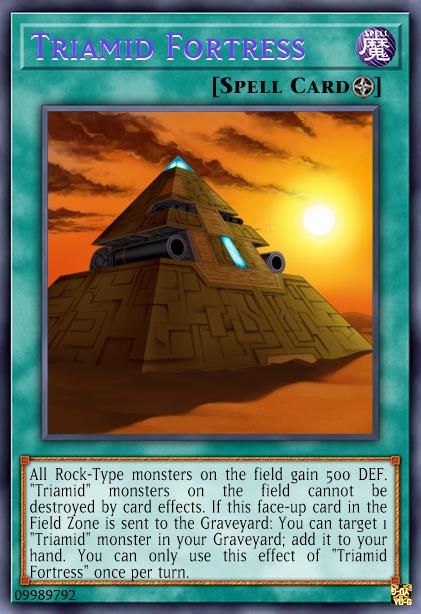 Triamid Fortress
SPELL
魔
[Spell Card]
All Rock-Type monsters on the field gain 500 DEF.
"Triamid" monsters on the field cannot be
destroyed by card effects. If this face-up card in the
Field Zone is sent to the Graveyard: You can target 1
"Triamid" monster in your Graveyard; add it to your
hand. You can only use this effect of "Triamid
Fortress" once per turn.
09989792